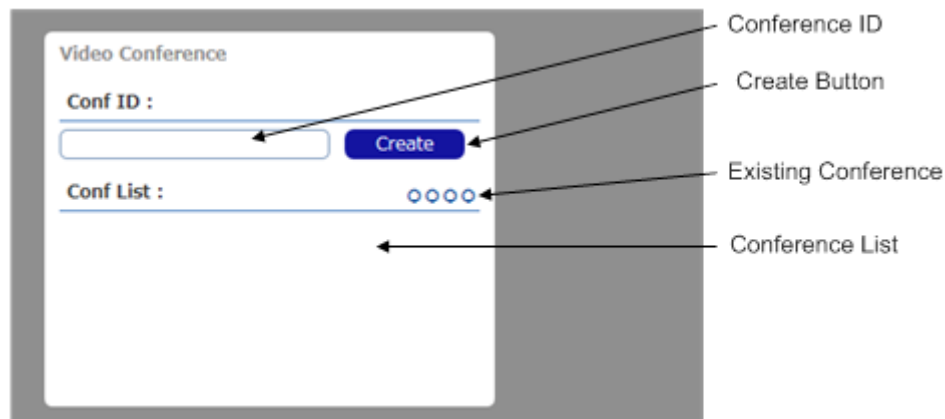 Conference ID
Video Conference
Create Button
Conf ID :
Create
Existing Conference
Conf List :
Conference List